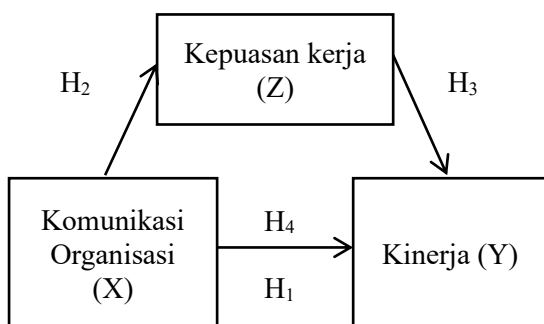 Kepuasan kerja
(Z)
H₂
H₃
Komunikasi
Organisasi
(X)
H₄
H₁
Kinerja (Y)